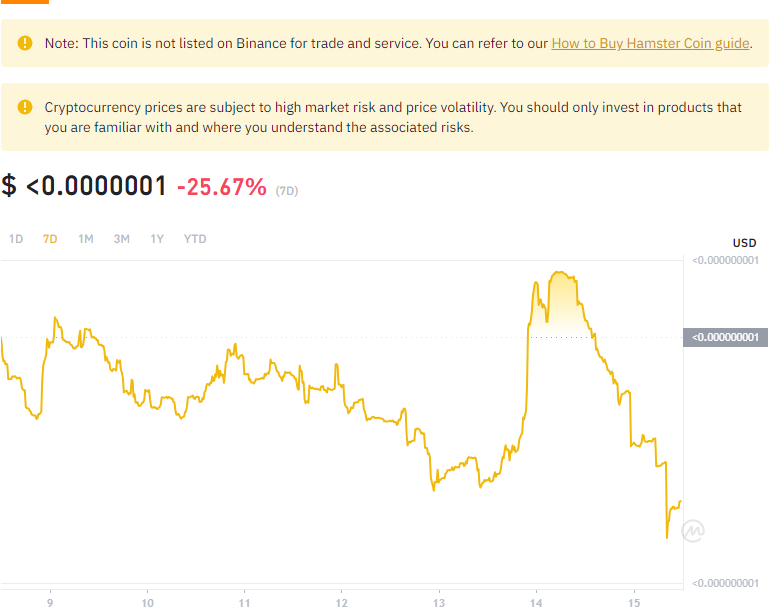 Note: This coin is not listed on Binance for trade and service. You can refer to our How to Buy Hamster Coin guide.
Cryptocurrency prices are subject to high market risk and price volatility. You should only invest in products that
you are familiar with and where you understand the associated risks.
$ <0.0000001 -25.67% (7D)
1D 7D 1M 3M 1Y YTD
USD
<0.000000001
<0.000000001
<0.000000001
9 10 11 12 13 14 15